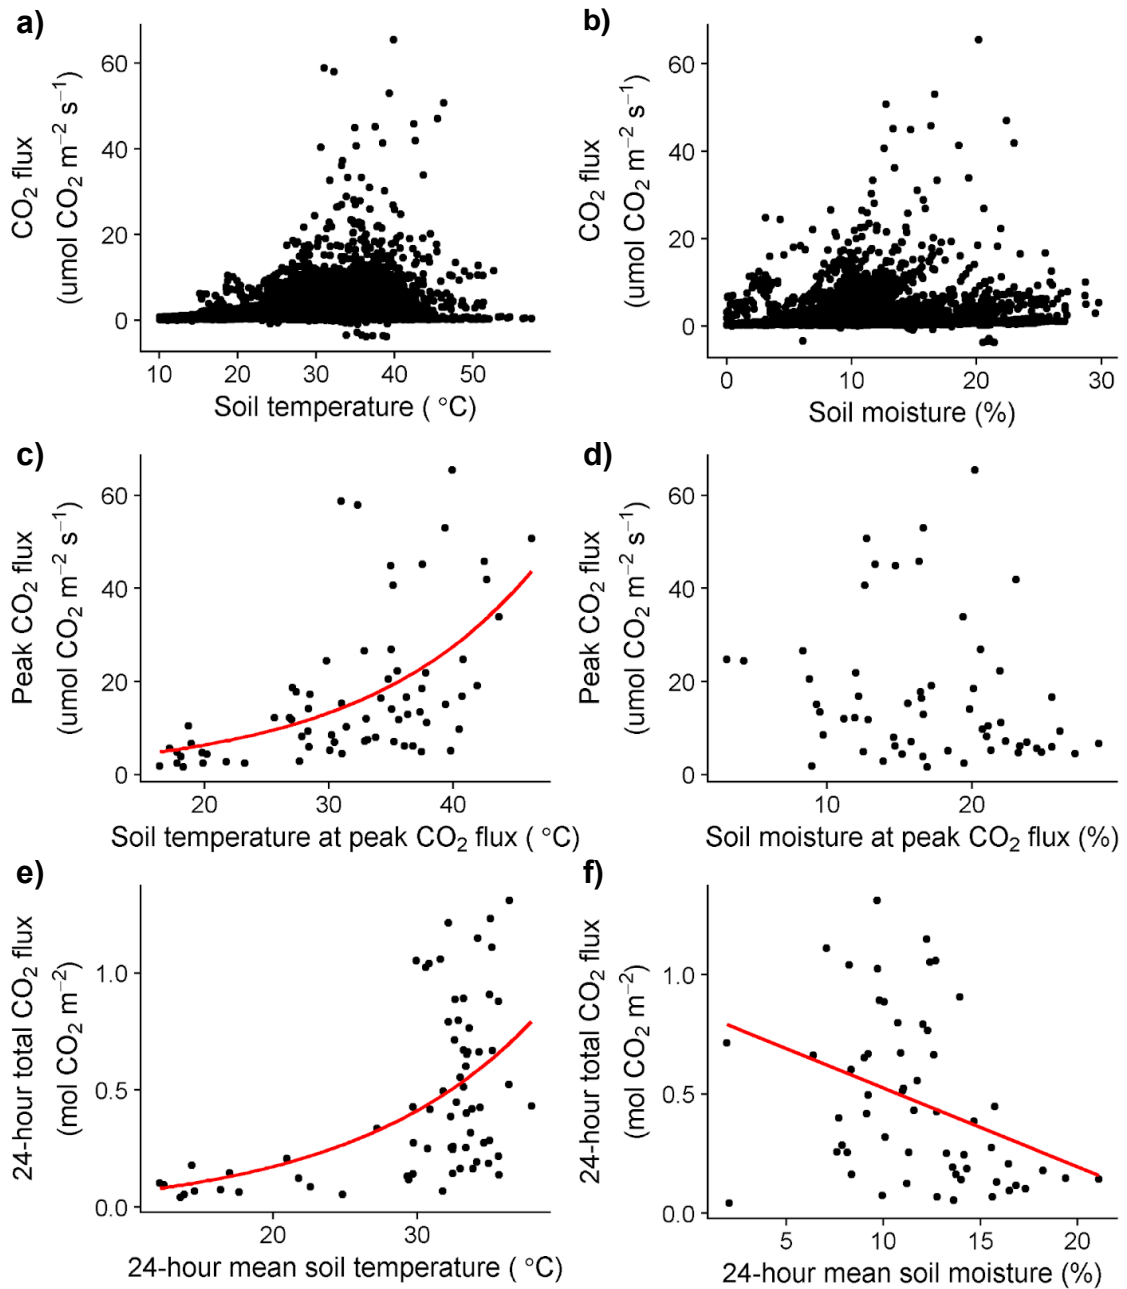 a)
CO₂ flux
(umol CO₂ m⁻² s⁻¹)
60
40
20
0
10 20 30 40 50
Soil temperature ( °C)
b)
CO₂ flux
(umol CO₂ m⁻² s⁻¹)
60
40
20
0
0 10 20 30
Soil moisture (%)
c)
Peak CO₂ flux
(umol CO₂ m⁻² s⁻¹)
60
40
20
0
20 30 40
Soil temperature at peak CO₂ flux ( °C)
d)
Peak CO₂ flux
(umol CO₂ m⁻² s⁻¹)
60
40
20
0
10 20
Soil moisture at peak CO₂ flux (%)
e)
24-hour total CO₂ flux
(mol CO₂ m⁻²)
1.0
0.5
0.0
20 30
24-hour mean soil temperature ( °C)
f)
24-hour total CO₂ flux
(mol CO₂ m⁻²)
1.0
0.5
0.0
5 10 15 20
24-hour mean soil moisture (%)